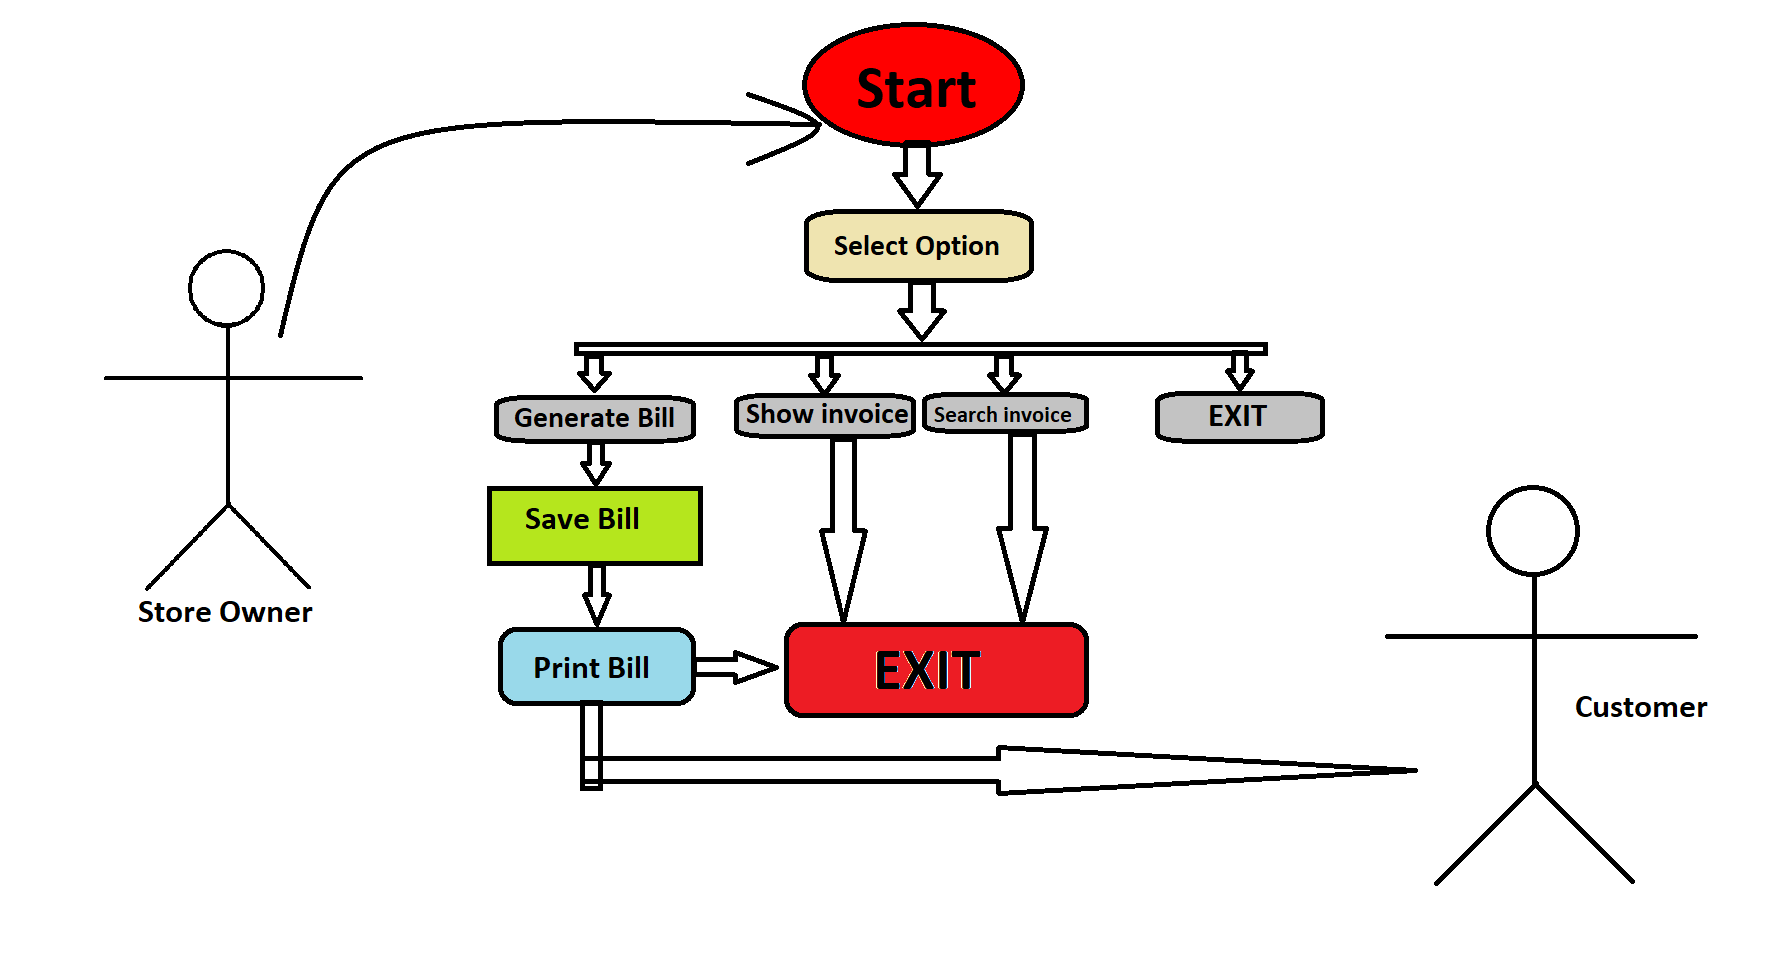 Start
Select Option
Generate Bill
Show invoice
Search invoice
EXIT
Save Bill
Store Owner
Print Bill
EXIT
Customer